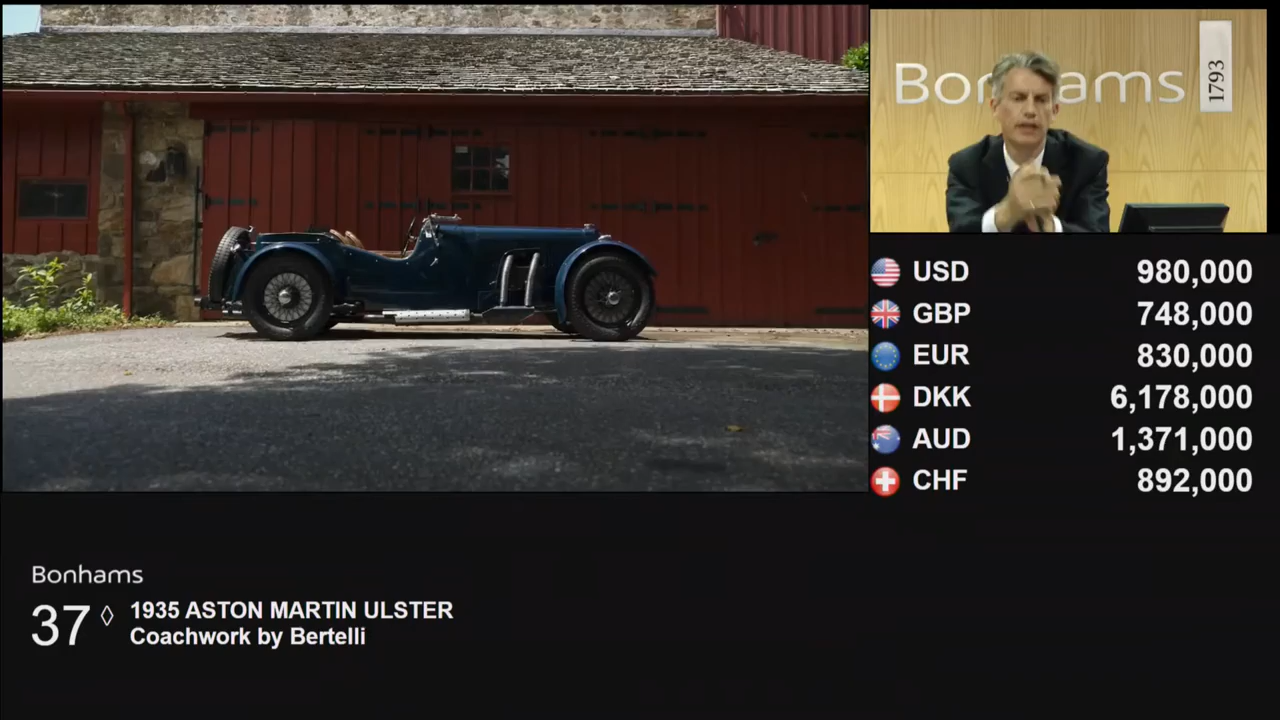 Bonhams
1793
USD 980,000
GBP 748,000
EUR 830,000
DKK 6,178,000
AUD 1,371,000
CHF 892,000
Bonhams
37 ◊ 1935 ASTON MARTIN ULSTER
Coachwork by Bertelli